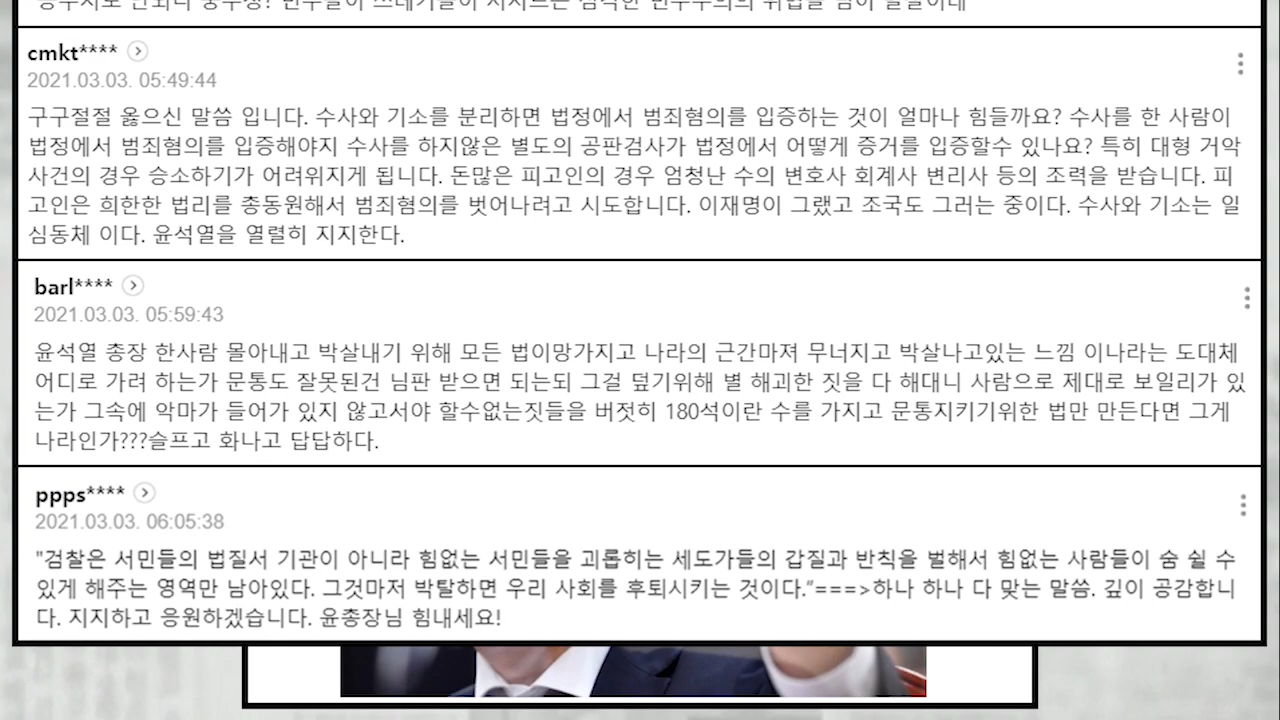 cmkt****
2021.03.03. 05:49:44
구구절절 옳으신 말씀 입니다. 수사와 기소를 분리하면 법정에서 범죄혐의를 입증하는 것이 얼마나 힘들까요? 수사를 한 사람이
법정에서 범죄혐의를 입증해야지 수사를 하지않은 별도의 공판검사가 법정에서 어떻게 증거를 입증할수 있나요? 특히 대형 거악
사건의 경우 승소하기가 어려위지게 됩니다. 돈많은 피고인의 경우 엄청난 수의 변호사 회계사 변리사 등의 조력을 받습니다. 피
고인은 희한한 법리를 총동원해서 범죄혐의를 벗어나려고 시도합니다. 이재명이 그랬고 조국도 그러는 중이다. 수사와 기소는 일
심동체 이다. 윤석열을 열렬히 지지한다.
barl****
2021.03.03. 05:59:43
윤석열 총장 한사람 몰아내고 박살내기 위해 모든 법이망가지고 나라의 근간마져 무너지고 박살나고있는 느낌 이나라는 도대체
어디로 가려 하는가 문통도 잘못된건 님판 받으면 되는되 그걸 덮기위해 별 해괴한 짓을 다 해대니 사람으로 제대로 보일리가 있
는가 그속에 악마가 들어가 있지 않고서야 할수없는짓들을 버젓히 180석이란 수를 가지고 문통지키기위한 법만 만든다면 그게
나라인가???슬프고 화나고 답답하다.
ppps****
2021.03.03. 06:05:38
"검찰은 서민들의 법질서 기관이 아니라 힘없는 서민들을 괴롭히는 세도가들의 갑질과 반칙을 벌해서 힘없는 사람들이 숨 쉴 수
있게 해주는 영역만 남아있다. 그것마저 박탈하면 우리 사회를 후퇴시키는 것이다."===>하나 하나 다 맞는 말씀. 깊이 공감합니
다. 지지하고 응원하겠습니다. 윤총장님 힘내세요!